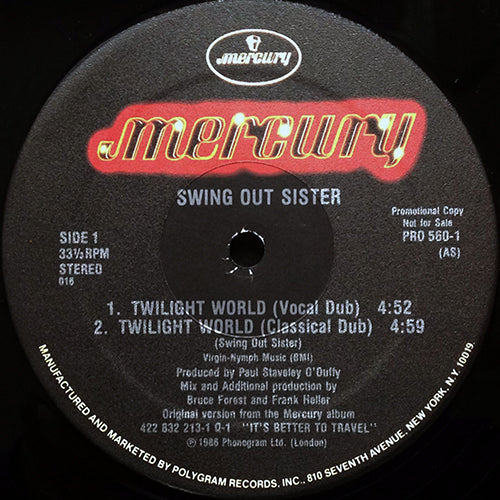 mercury
mercury
SWING OUT SISTER
Promotional Copy
Not for Sale
SIDE 1
33⅓ RPM
STEREO
016
PRO 560-1
(AS)
1. TWILIGHT WORLD (Vocal Dub) 4:52
2. TWILIGHT WORLD (Classical Dub) 4:59
(Swing Out Sister)
Virgin-Nymph Music (BMI)
Produced by Paul Staveley O'Duffy
Mix and Additional production by
Bruce Forest and Frank Heller
Original version from the Mercury album
422 832 213-1 Q-1 "IT'S BETTER TO TRAVEL"
℗ 1986 Phonogram Ltd. (London)
MANUFACTURED AND MARKETED BY POLYGRAM RECORDS, INC., 810 SEVENTH AVENUE, NEW YORK, N.Y. 10019.